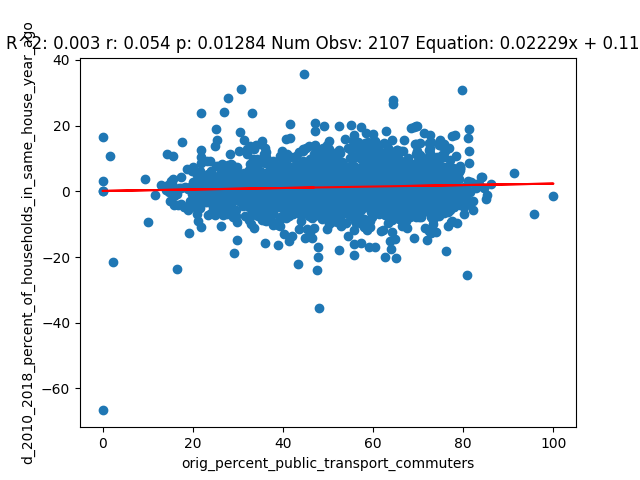 R^2: 0.003 r: 0.054 p: 0.01284 Num Obsv: 2107 Equation: 0.02229x + 0.11
d_2010_2018_percent_of_households_in_same_house_year_ago
40
20
0
−20
−40
−60
0 20 40 60 80 100
orig_percent_public_transport_commuters